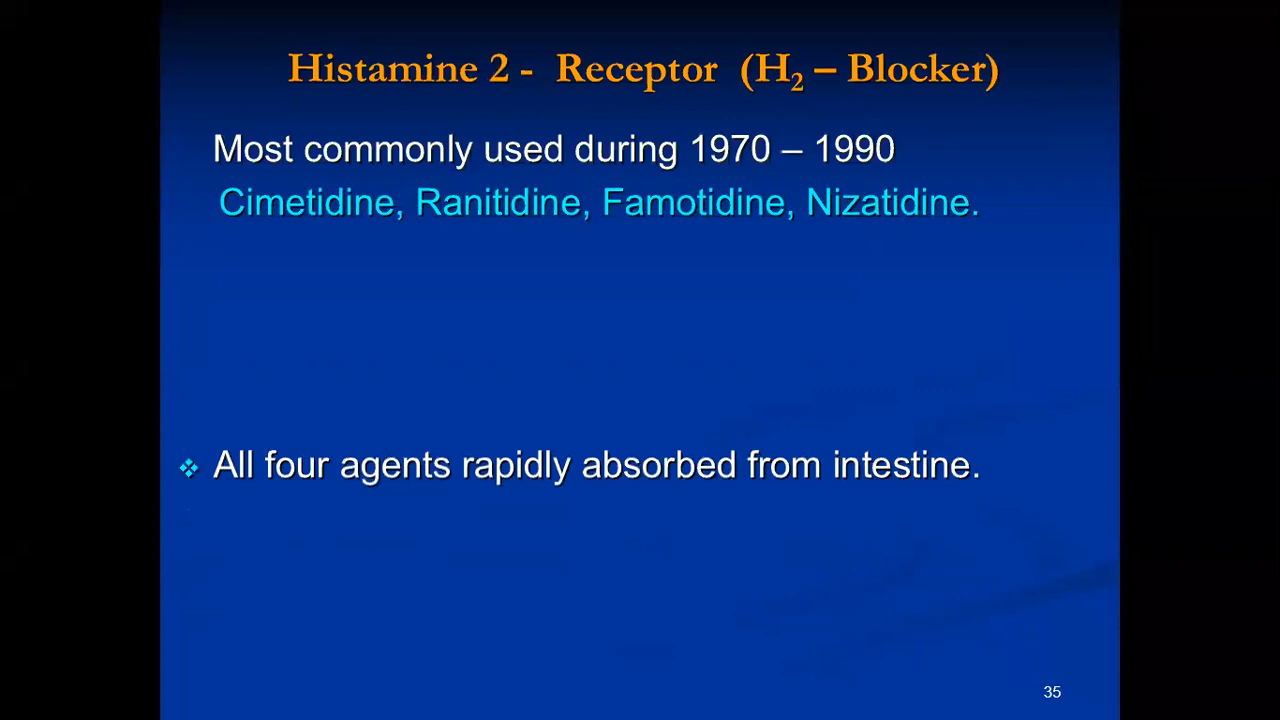 Histamine 2 - Receptor (H₂ – Blocker)
Most commonly used during 1970 – 1990
Cimetidine, Ranitidine, Famotidine, Nizatidine.
❖ All four agents rapidly absorbed from intestine.
35